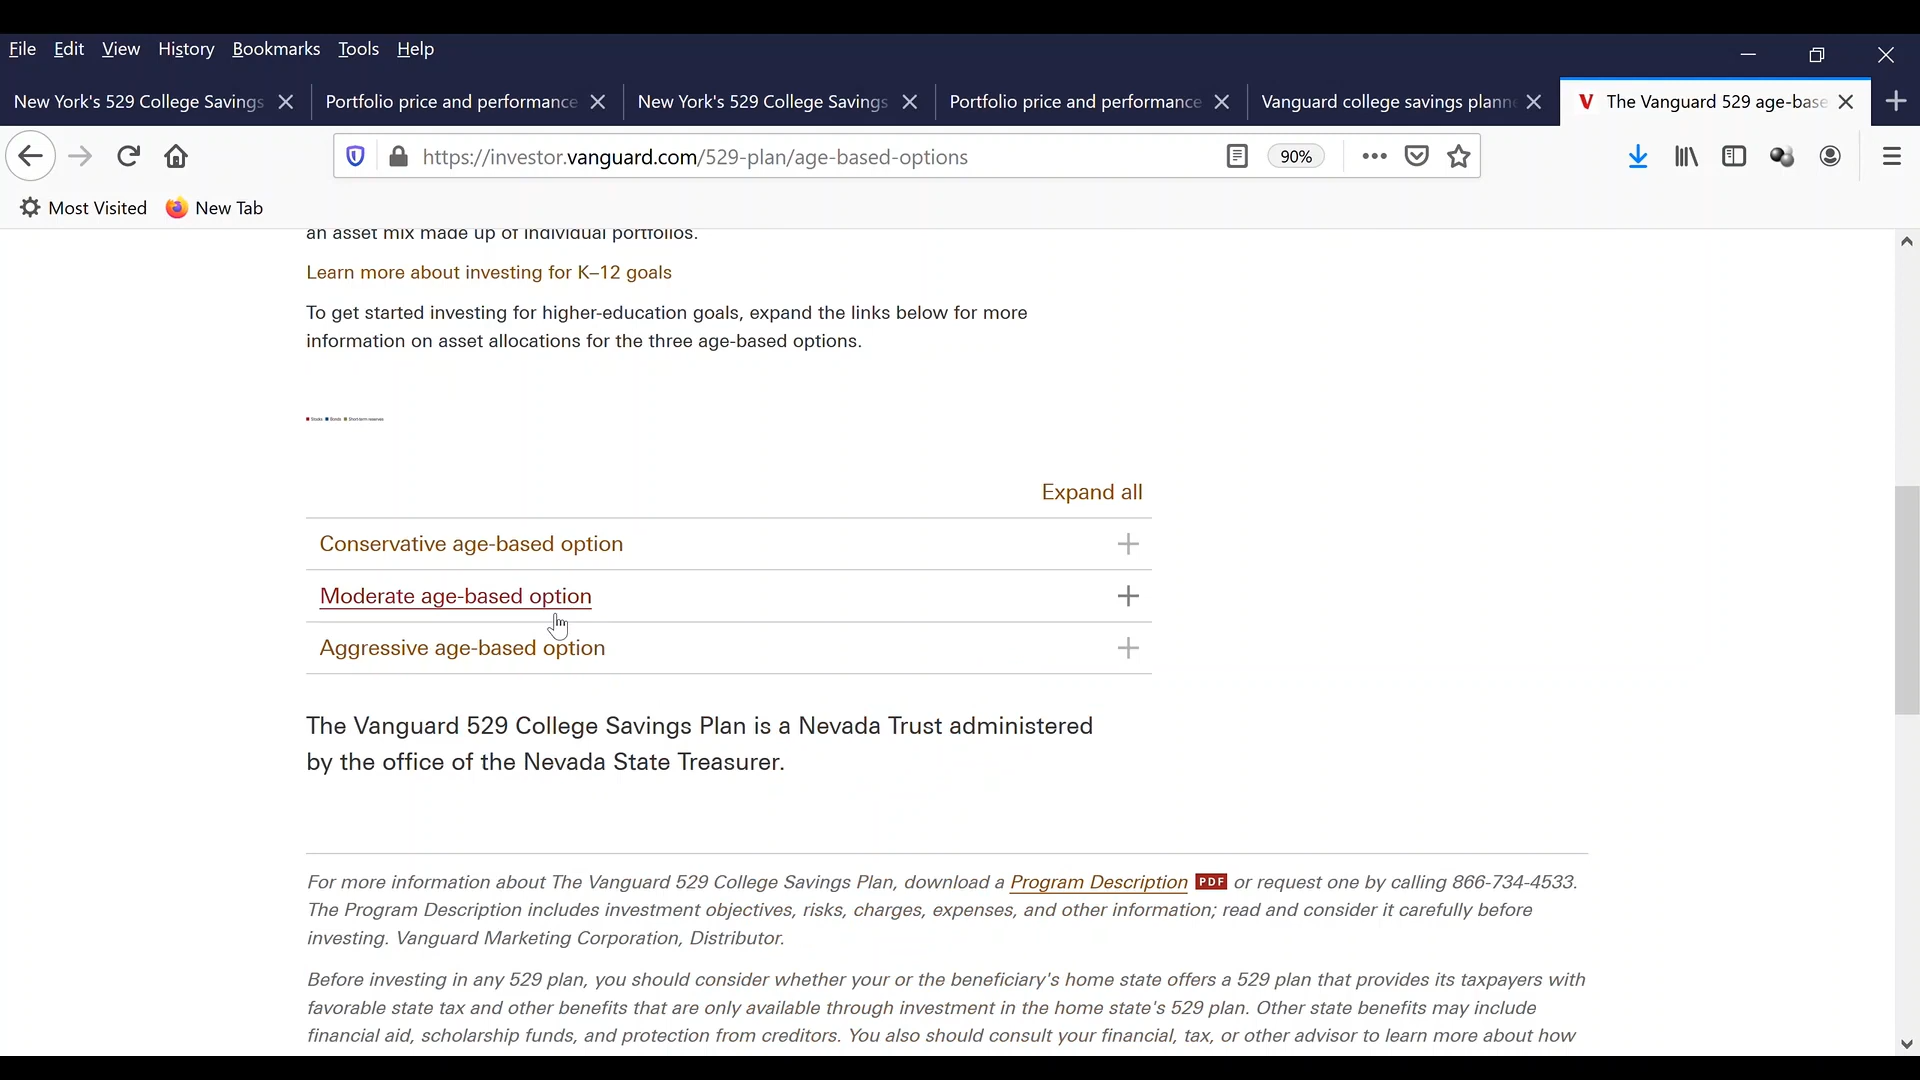 File Edit View History Bookmarks Tools Help
New York's 529 College Savings Portfolio price and performance New York's 529 College Savings Portfolio price and performance Vanguard college savings plann The Vanguard 529 age-base
https://investor.vanguard.com/529-plan/age-based-options 90%
Most Visited New Tab
an asset mix made up of individual portfolios.
Learn more about investing for K–12 goals
To get started investing for higher-education goals, expand the links below for more
information on asset allocations for the three age-based options.
Stocks Bonds Short-term reserves
Expand all
Conservative age-based option
Moderate age-based option
Aggressive age-based option
The Vanguard 529 College Savings Plan is a Nevada Trust administered
by the office of the Nevada State Treasurer.
For more information about The Vanguard 529 College Savings Plan, download a Program Description PDF or request one by calling 866-734-4533.
The Program Description includes investment objectives, risks, charges, expenses, and other information; read and consider it carefully before
investing. Vanguard Marketing Corporation, Distributor.
Before investing in any 529 plan, you should consider whether your or the beneficiary's home state offers a 529 plan that provides its taxpayers with
favorable state tax and other benefits that are only available through investment in the home state's 529 plan. Other state benefits may include
financial aid, scholarship funds, and protection from creditors. You also should consult your financial, tax, or other advisor to learn more about how